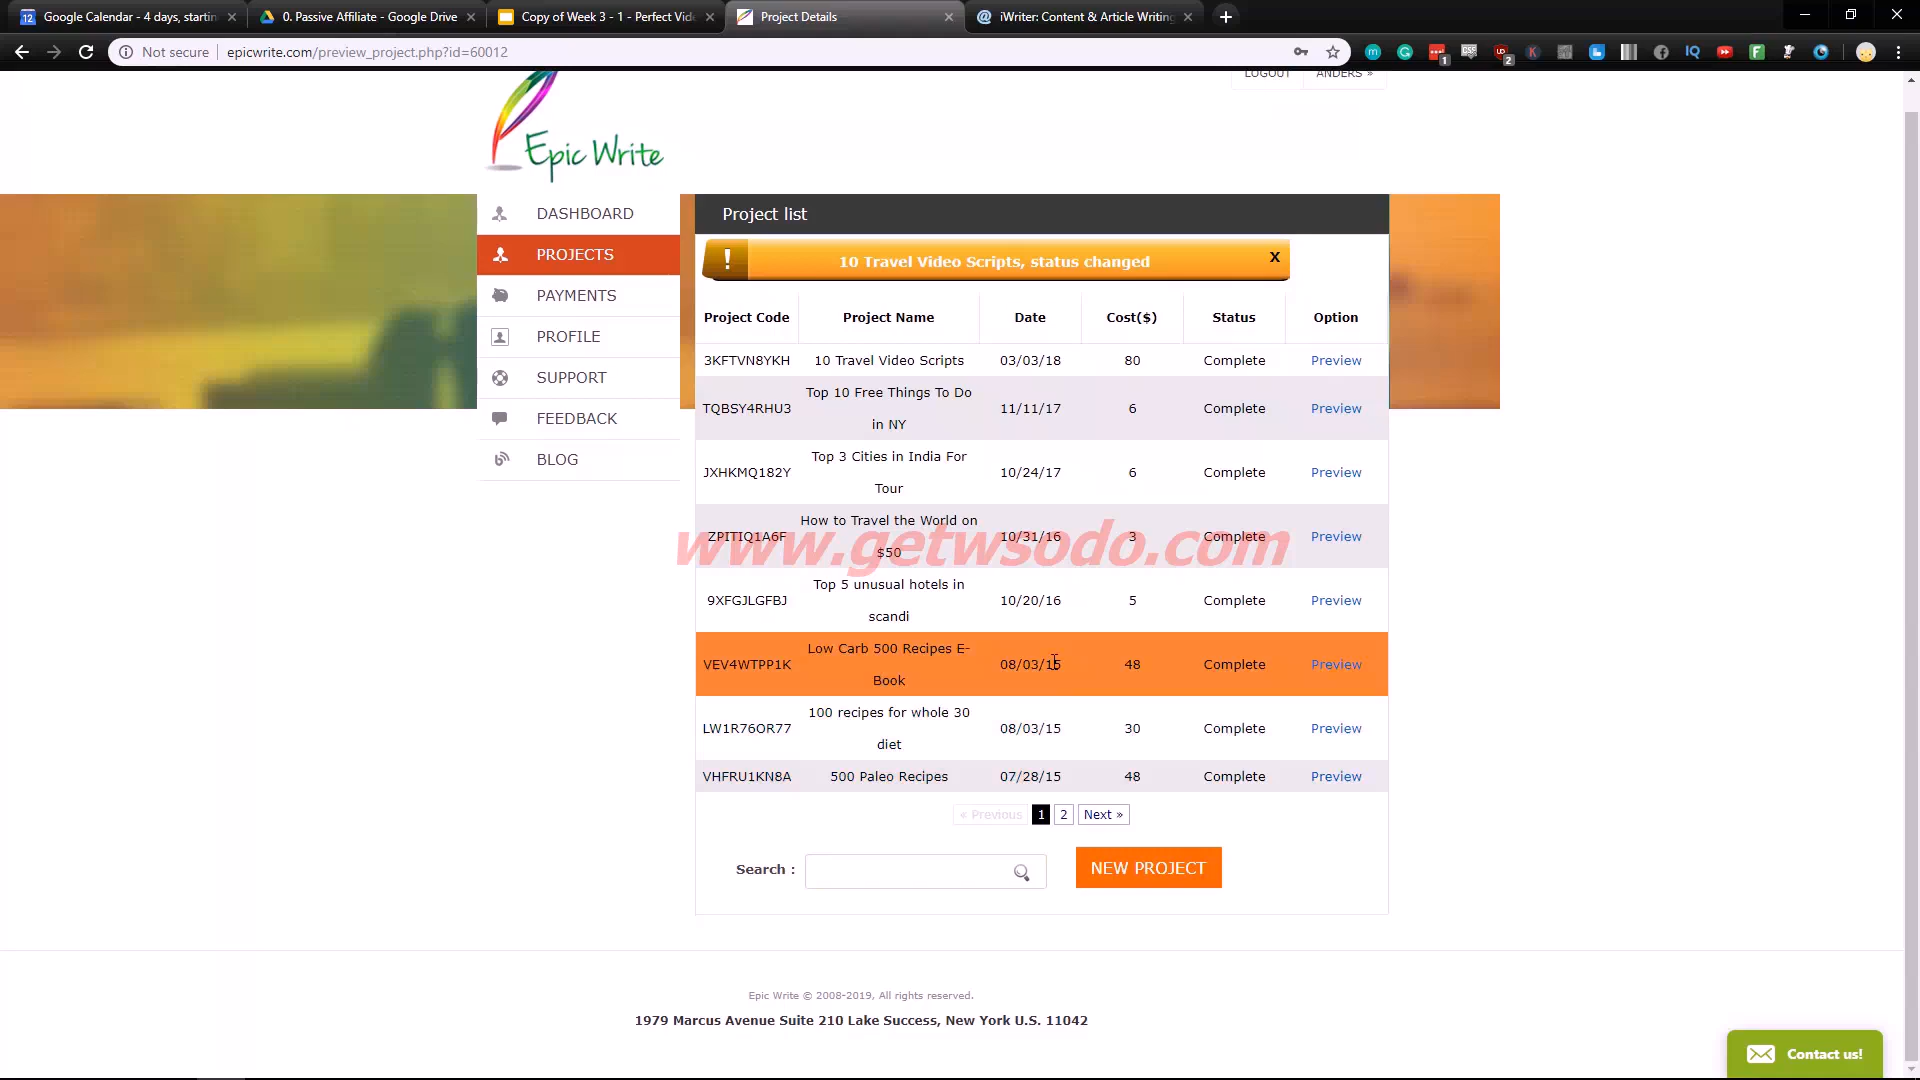 Google Calendar - 4 days, startin
0. Passive Affiliate - Google Drive
Copy of Week 3 - 1 - Perfect Vid
Project Details
iWriter: Content & Article Writing
Not secure
epicwrite.com/preview_project.php?id=60012
LOGOUT
ANDERS »
Epic Write
DASHBOARD
PROJECTS
PAYMENTS
PROFILE
SUPPORT
FEEDBACK
BLOG
Project list
10 Travel Video Scripts, status changed
X
Project Code Project Name Date Cost($) Status Option
3KFTVN8YKH 10 Travel Video Scripts 03/03/18 80 Complete Preview
TQBSY4RHU3 Top 10 Free Things To Do in NY 11/11/17 6 Complete Preview
JXHKMQ182Y Top 3 Cities in India For Tour 10/24/17 6 Complete Preview
ZPITIQ1A6F How to Travel the World on $50 10/31/16 3 Complete Preview
www.getwsodo.com
9XFGJLGFBJ Top 5 unusual hotels in scandi 10/20/16 5 Complete Preview
VEV4WTPP1K Low Carb 500 Recipes E-Book 08/03/15 48 Complete Preview
LW1R76OR77 100 recipes for whole 30 diet 08/03/15 30 Complete Preview
VHFRU1KN8A 500 Paleo Recipes 07/28/15 48 Complete Preview
« Previous 1 2 Next »
Search :
NEW PROJECT
Epic Write © 2008-2019, All rights reserved.
1979 Marcus Avenue Suite 210 Lake Success, New York U.S. 11042
Contact us!